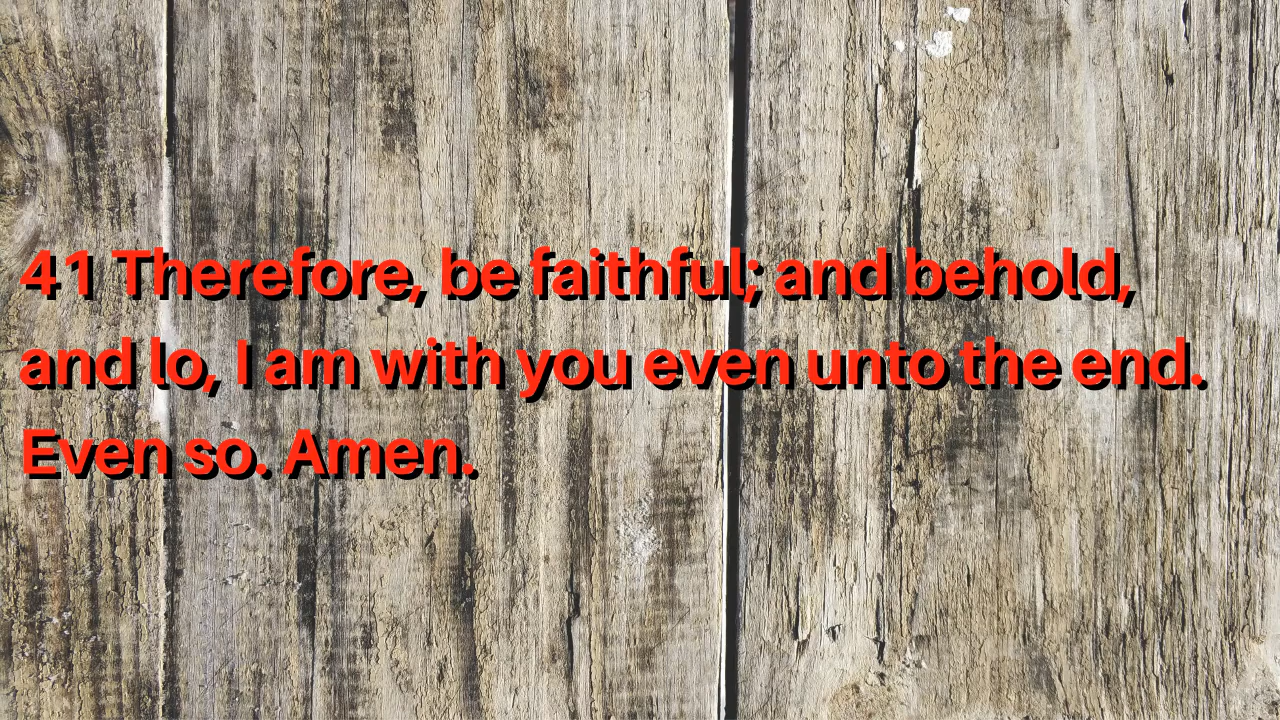 41 Therefore, be faithful; and behold,
and lo, I am with you even unto the end.
Even so. Amen.